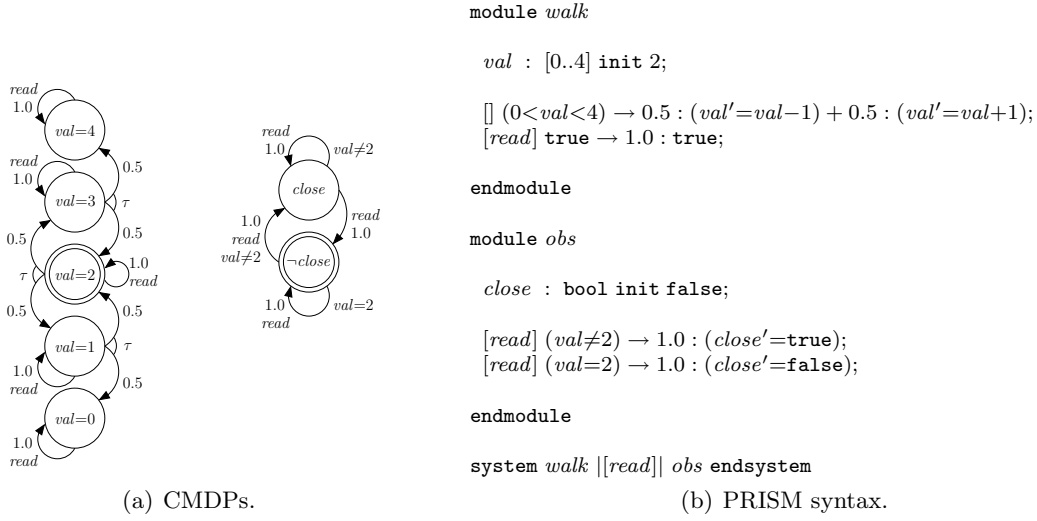 read
1.0
val=4
read
1.0
0.5
val=3
τ
0.5
0.5
τ
val=2
1.0
read
0.5
0.5
val=1
τ
1.0
read
0.5
val=0
1.0
read
read
1.0
val≠2
close
1.0
read
val≠2
read
1.0
¬close
1.0
read
val=2
(a) CMDPs.
module walk
val : [0..4] init 2;
[] (0<val<4) → 0.5 : (val′=val−1) + 0.5 : (val′=val+1);
[read] true → 1.0 : true;
endmodule
module obs
close : bool init false;
[read] (val≠2) → 1.0 : (close′=true);
[read] (val=2) → 1.0 : (close′=false);
endmodule
system walk |[read]| obs endsystem
(b) PRISM syntax.